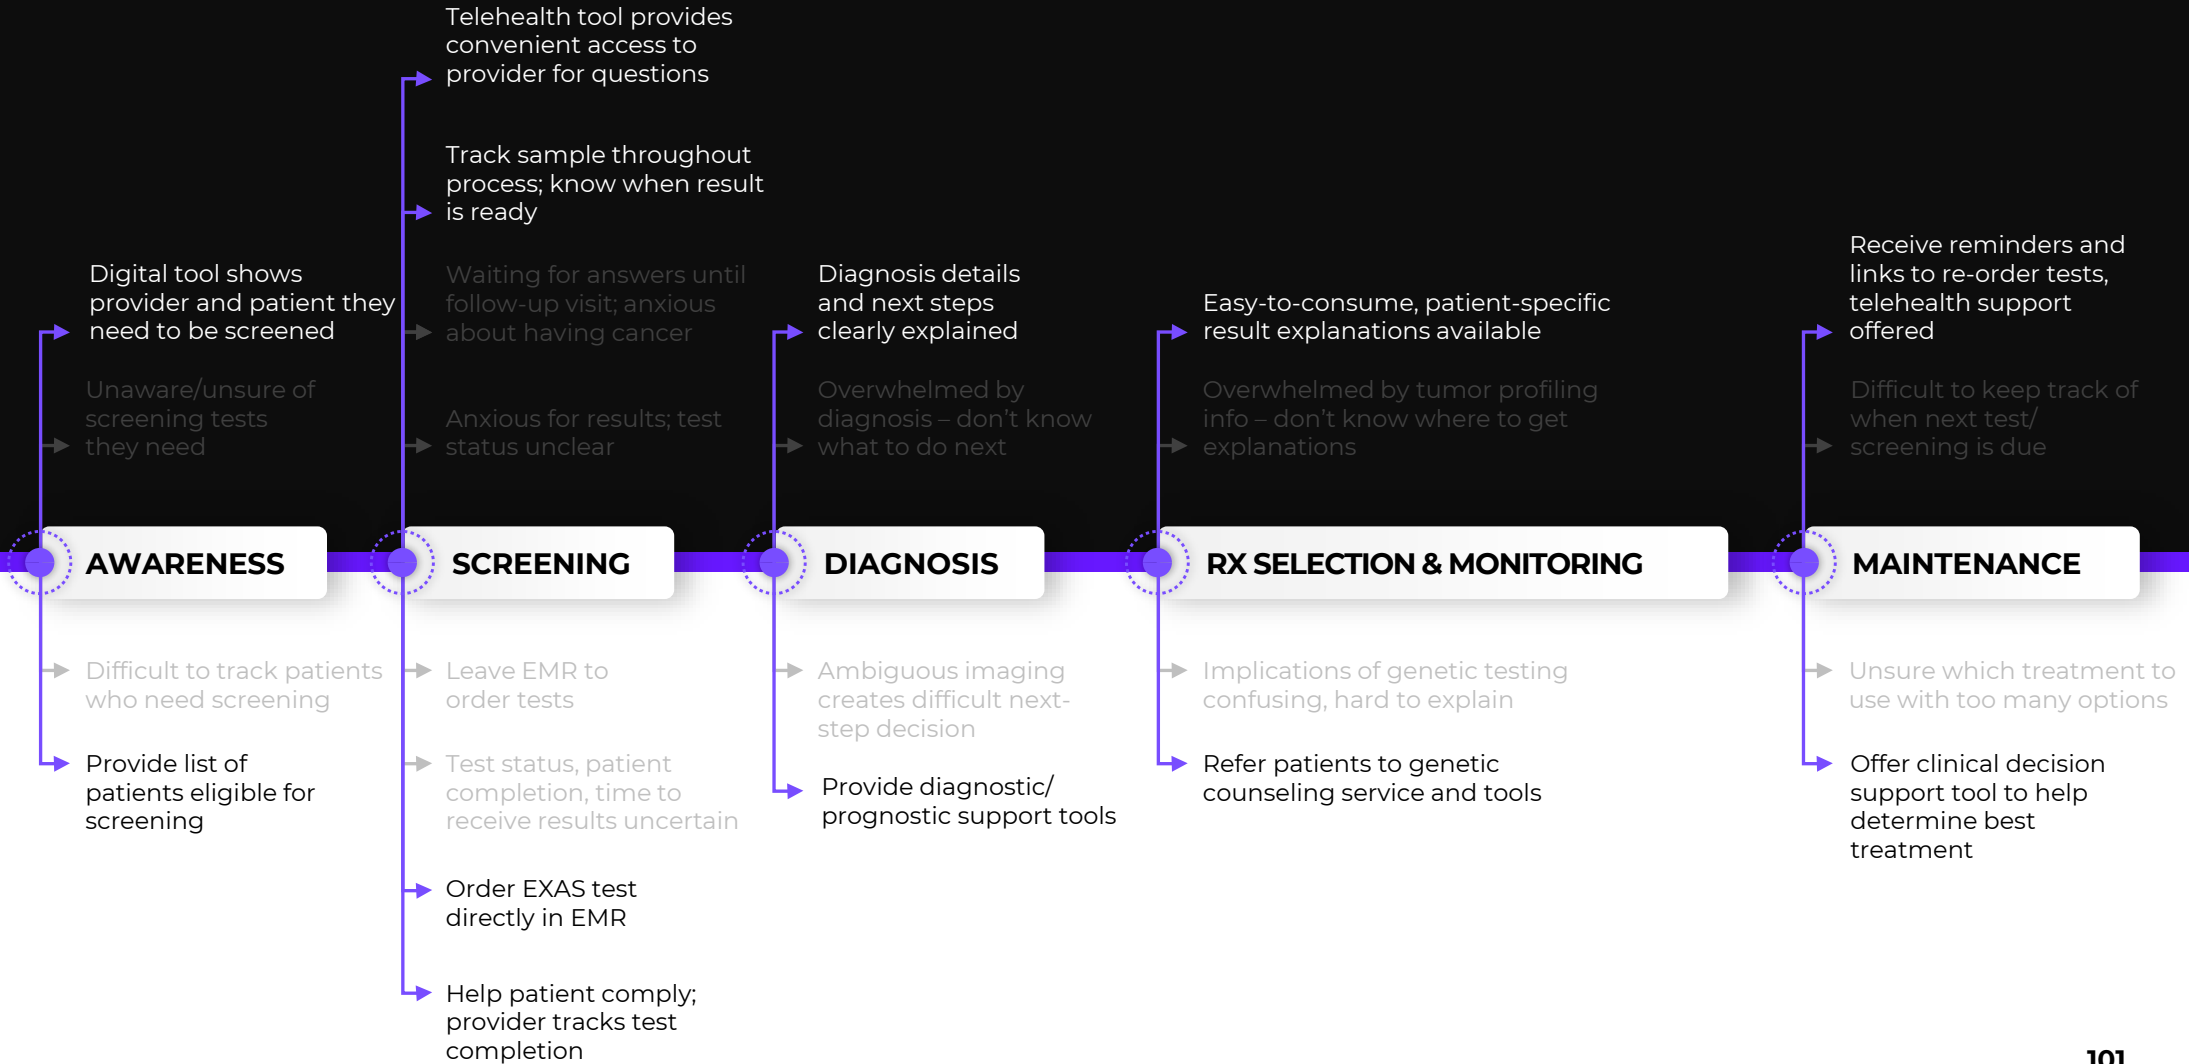 Telehealth tool provides
convenient access to
provider for questions
Track sample throughout
process; know when result
is ready
Digital tool shows
provider and patient they
need to be screened
Waiting for answers until
follow-up visit; anxious
about having cancer
Diagnosis details
and next steps
clearly explained
Easy-to-consume, patient-specific
result explanations available
Receive reminders and
links to re-order tests,
telehealth support
offered
Unaware/unsure of
screening tests
they need
Anxious for results; test
status unclear
Overwhelmed by
diagnosis – don’t know
what to do next
Overwhelmed by tumor profiling
info – don’t know where to get
explanations
Difficult to keep track of
when next test/
screening is due
AWARENESS
SCREENING
DIAGNOSIS
RX SELECTION & MONITORING
MAINTENANCE
Difficult to track patients
who need screening
Leave EMR to
order tests
Ambiguous imaging
creates difficult next-
step decision
Implications of genetic testing
confusing, hard to explain
Unsure which treatment to
use with too many options
Provide list of
patients eligible for
screening
Test status, patient
completion, time to
receive results uncertain
Provide diagnostic/
prognostic support tools
Refer patients to genetic
counseling service and tools
Offer clinical decision
support tool to help
determine best
treatment
Order EXAS test
directly in EMR
Help patient comply;
provider tracks test
completion
101